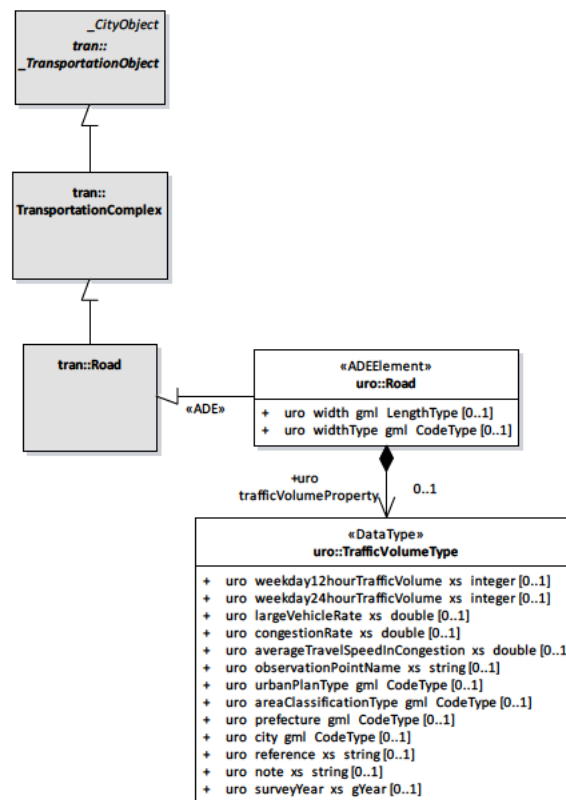 _CityObject
tran::
_TransportationObject
tran::
TransportationComplex
tran::Road
«ADE»
«ADEElement»
uro::Road
+ uro width gml LengthType [0..1]
+ uro widthType gml CodeType [0..1]
+uro
trafficVolumeProperty
0..1
«DataType»
uro::TrafficVolumeType
+ uro weekday12hourTrafficVolume xs integer [0..1]
+ uro weekday24hourTrafficVolume xs integer [0..1]
+ uro largeVehicleRate xs double [0..1]
+ uro congestionRate xs double [0..1]
+ uro averageTravelSpeedInCongestion xs double [0..1
+ uro observationPointName xs string [0..1]
+ uro urbanPlanType gml CodeType [0..1]
+ uro areaClassificationType gml CodeType [0..1]
+ uro prefecture gml CodeType [0..1]
+ uro city gml CodeType [0..1]
+ uro reference xs string [0..1]
+ uro note xs string [0..1]
+ uro surveyYear xs gYear [0..1]